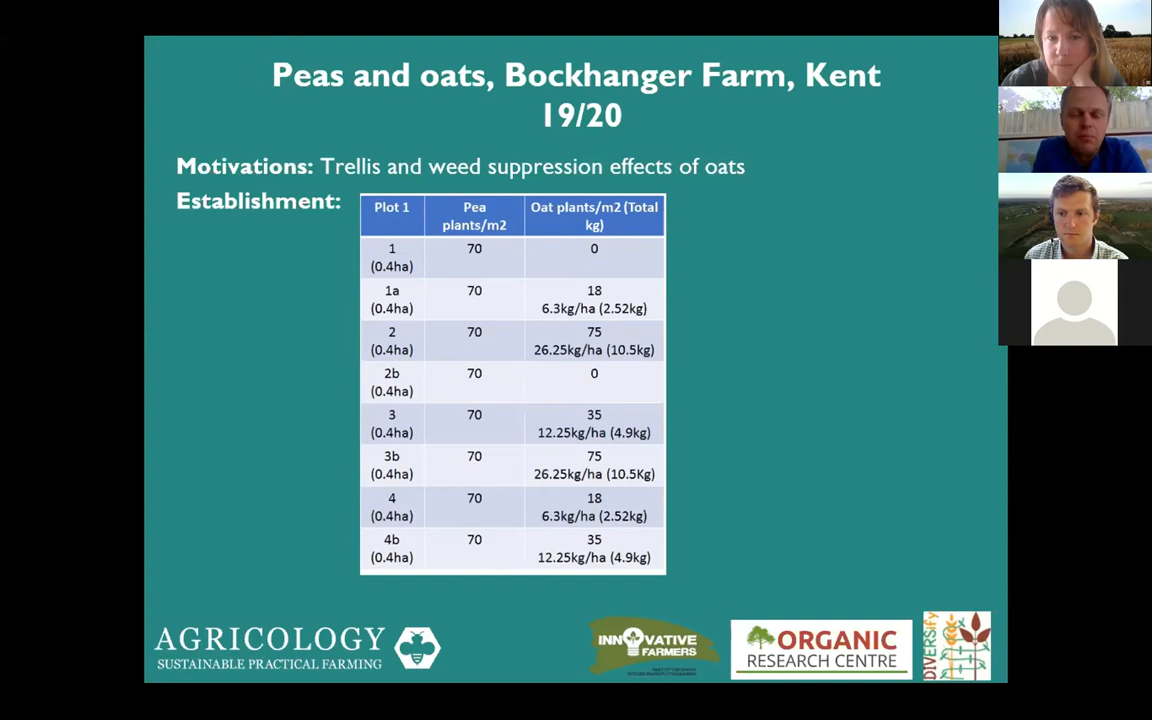 Peas and oats, Bockhanger Farm, Kent
19/20
Motivations: Trellis and weed suppression effects of oats
Establishment:
Plot 1 Pea plants/m2 Oat plants/m2 (Total kg)
1 (0.4ha) 70 0
1a (0.4ha) 70 18 6.3kg/ha (2.52kg)
2 (0.4ha) 70 75 26.25kg/ha (10.5kg)
2b (0.4ha) 70 0
3 (0.4ha) 70 35 12.25kg/ha (4.9kg)
3b (0.4ha) 70 75 26.25kg/ha (10.5Kg)
4 (0.4ha) 70 18 6.3kg/ha (2.52kg)
4b (0.4ha) 70 35 12.25kg/ha (4.9kg)
AGRICOLOGY
SUSTAINABLE PRACTICAL FARMING
INNOVATIVE
FARMERS
ORGANIC
RESEARCH CENTRE
DIVERSify